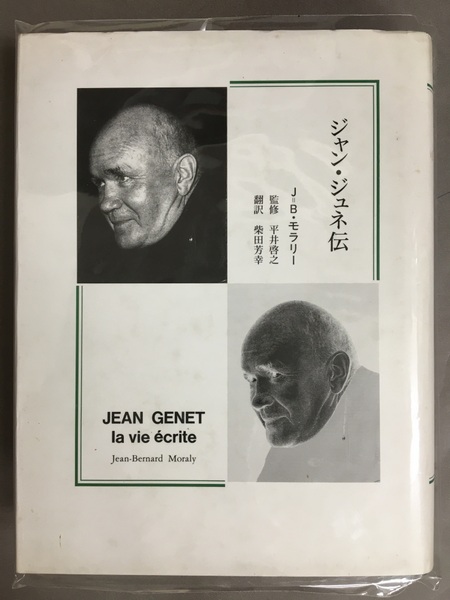 ジャン・ジュネ伝
J=B・モラリー
監修 平井啓之
翻訳 柴田芳幸
JEAN GENET
la vie écrite
Jean-Bernard Moraly